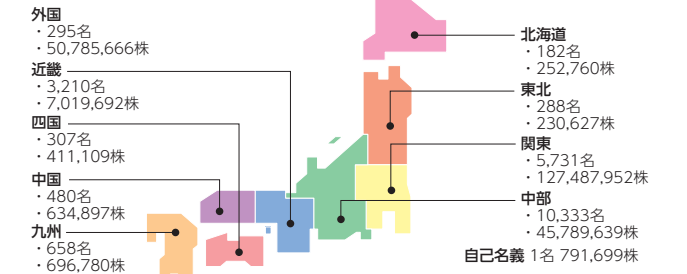 外国
・295名
・50,785,666株
近畿
・3,210名
・7,019,692株
四国
・307名
・411,109株
中国
・480名
・634,897株
九州
・658名
・696,780株
北海道
・182名
・252,760株
東北
・288名
・230,627株
関東
・5,731名
・127,487,952株
中部
・10,333名
・45,789,639株
自己名義 1名 791,699株